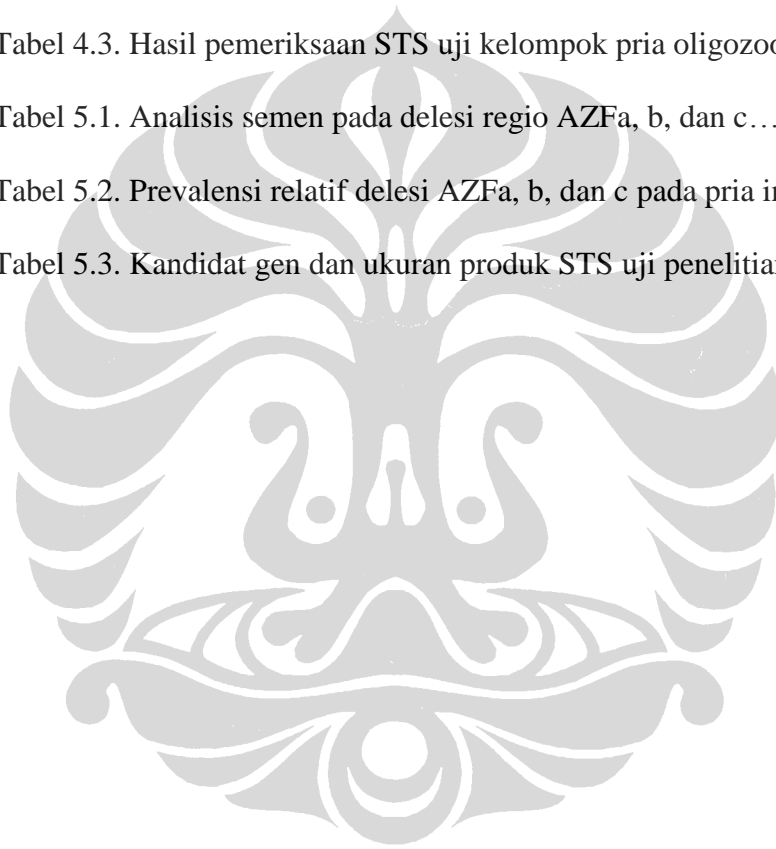 Tabel 4.3. Hasil pemeriksaan STS uji kelompok pria
Tabel 5.1. Analisis semen pada delesi regio AZFa, b, dan c…
Tabel 5.2. Prevalensi relatif delesi AZFa, b, dan c pada pria
Tabel 5.3. Kandidat gen dan ukuran produk STS uji penelitian